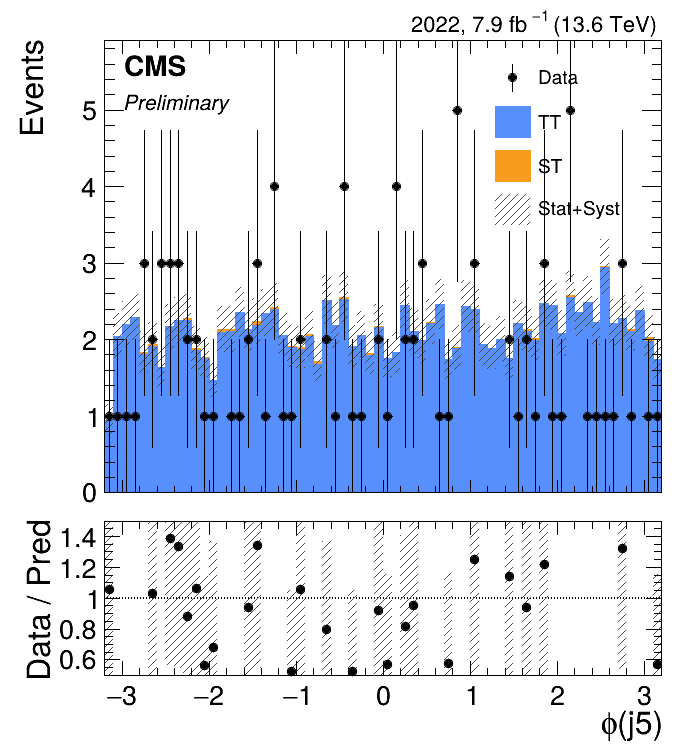 2022, 7.9 fb⁻¹ (13.6 TeV)
Events
CMS
Preliminary
Data
TT
ST
Stat+Syst
5
4
3
2
1
0
Data / Pred
1.4
1.2
1
0.8
0.6
−3 −2 −1 0 1 2 3
ϕ(j5)